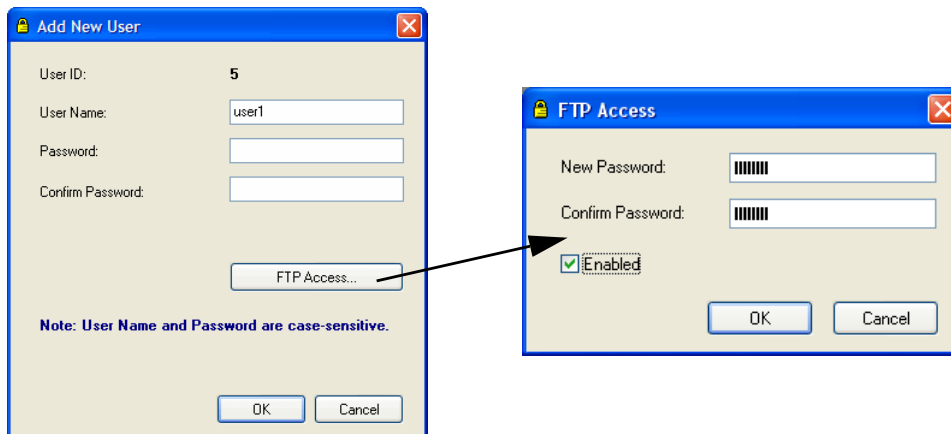 Add New User
User ID: 5
User Name: user1
Password:
Confirm Password:
FTP Access...
Note: User Name and Password are case-sensitive.
OK Cancel
FTP Access
New Password:
Confirm Password:
Enabled
OK Cancel